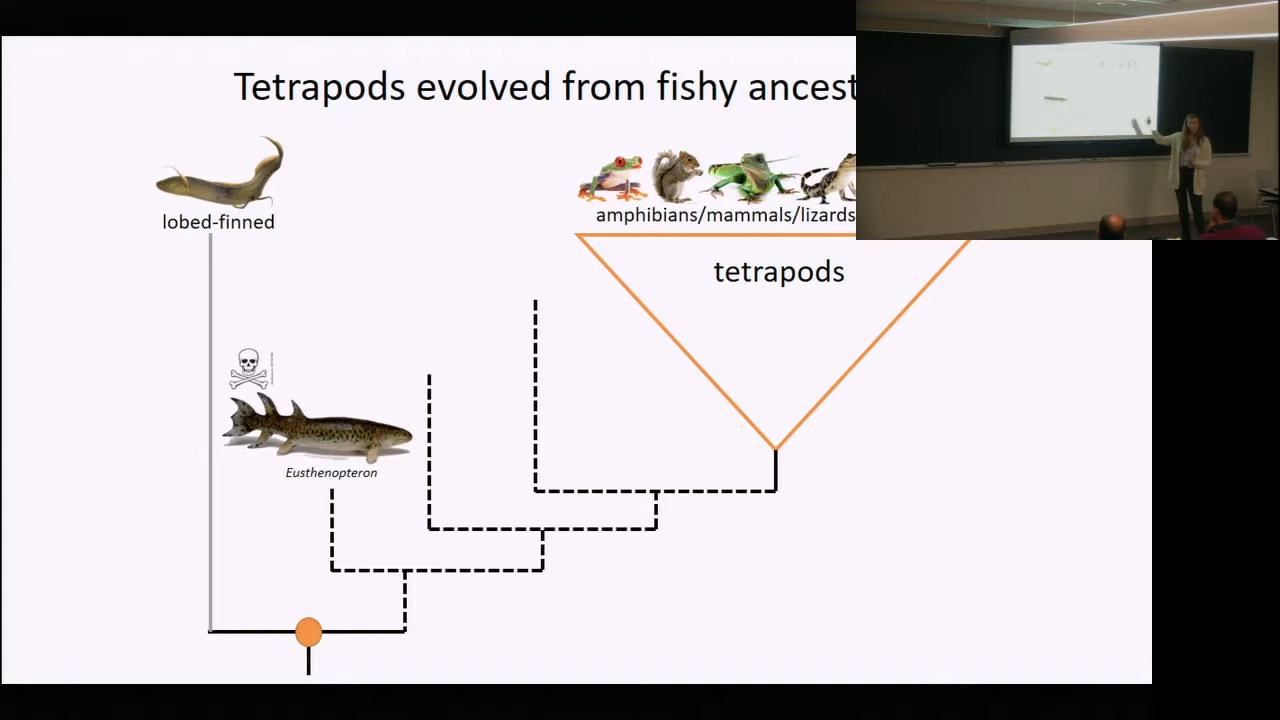 Tetrapods evolved from fishy ancest
lobed-finned
amphibians/mammals/lizards
tetrapods
Eusthenopteron